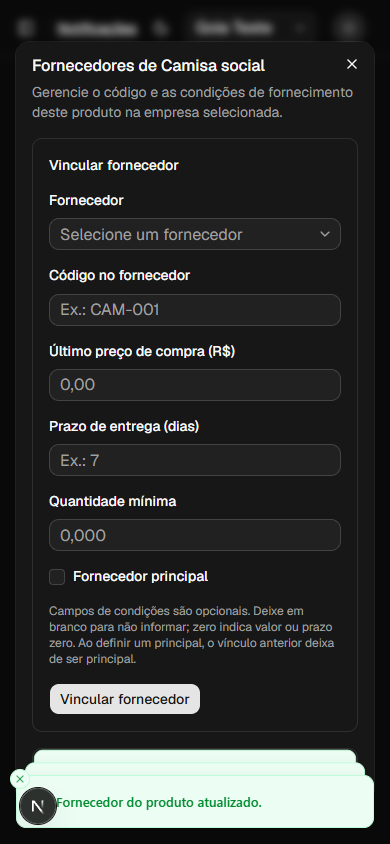 Notificações
Guia Teste
Fornecedores de Camisa social
Gerencie o código e as condições de fornecimento
deste produto na empresa selecionada.
Vincular fornecedor
Fornecedor
Selecione um fornecedor
Código no fornecedor
Ex.: CAM-001
Último preço de compra (R$)
0,00
Prazo de entrega (dias)
Ex.: 7
Quantidade mínima
0,000
Fornecedor principal
Campos de condições são opcionais. Deixe em
branco para não informar; zero indica valor ou prazo
zero. Ao definir um principal, o vínculo anterior deixa
de ser principal.
Vincular fornecedor
N
Fornecedor do produto atualizado.